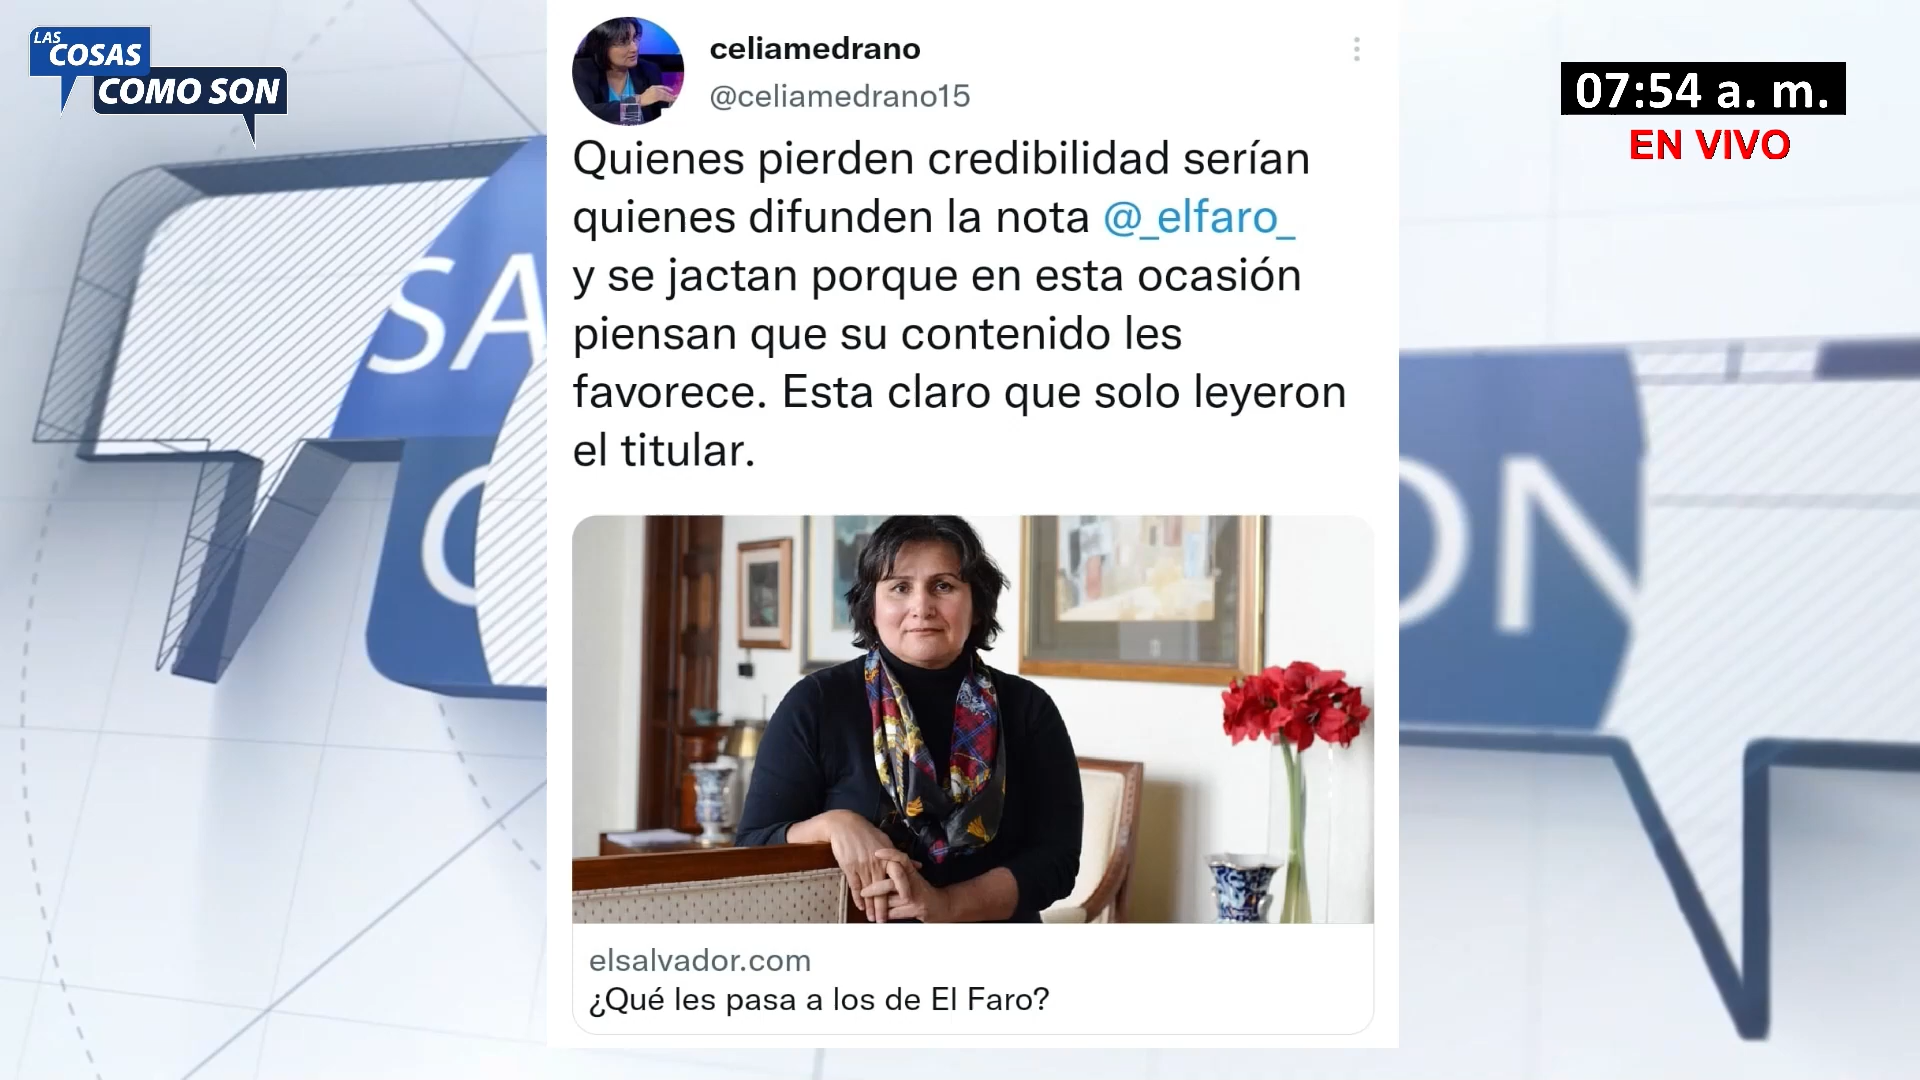 LAS
COSAS
COMO SON
celiamedrano
@celiamedrano15
07:54 a. m.
EN VIVO
Quienes pierden credibilidad serían
quienes difunden la nota @_elfaro_
y se jactan porque en esta ocasión
piensan que su contenido les
favorece. Esta claro que solo leyeron
el titular.
elsalvador.com
¿Qué les pasa a los de El Faro?